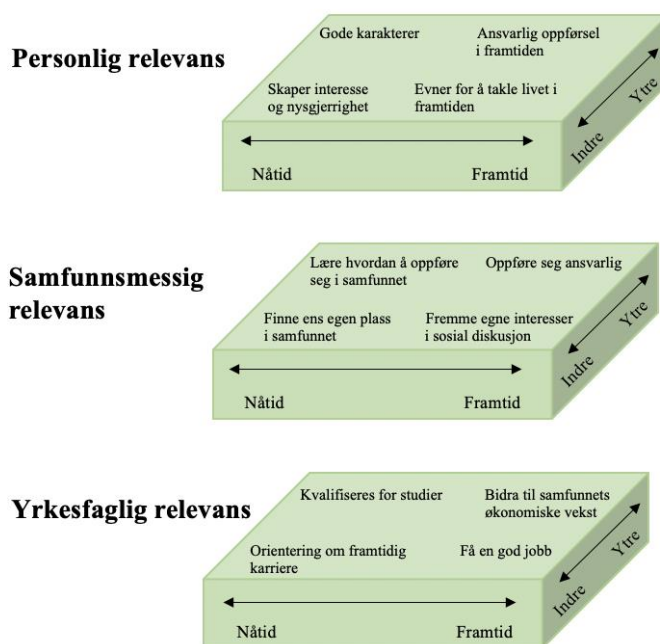 Personlig relevans
Gode karakterer
Ansvarlig oppførsel
i framtiden
Skaper interesse
og nysgjerrighet
Evner for å takle livet i
framtiden
Nåtid
Framtid
Indre
Ytre
Samfunnsmessig
relevans
Lære hvordan å oppføre
seg i samfunnet
Oppføre seg ansvarlig
Finne ens egen plass
i samfunnet
Fremme egne interesser
i sosial diskusjon
Nåtid
Framtid
Indre
Ytre
Yrkesfaglig relevans
Kvalifiseres for studier
Bidra til samfunnets
økonomiske vekst
Orientering om framtidig
karriere
Få en god jobb
Nåtid
Framtid
Indre
Ytre